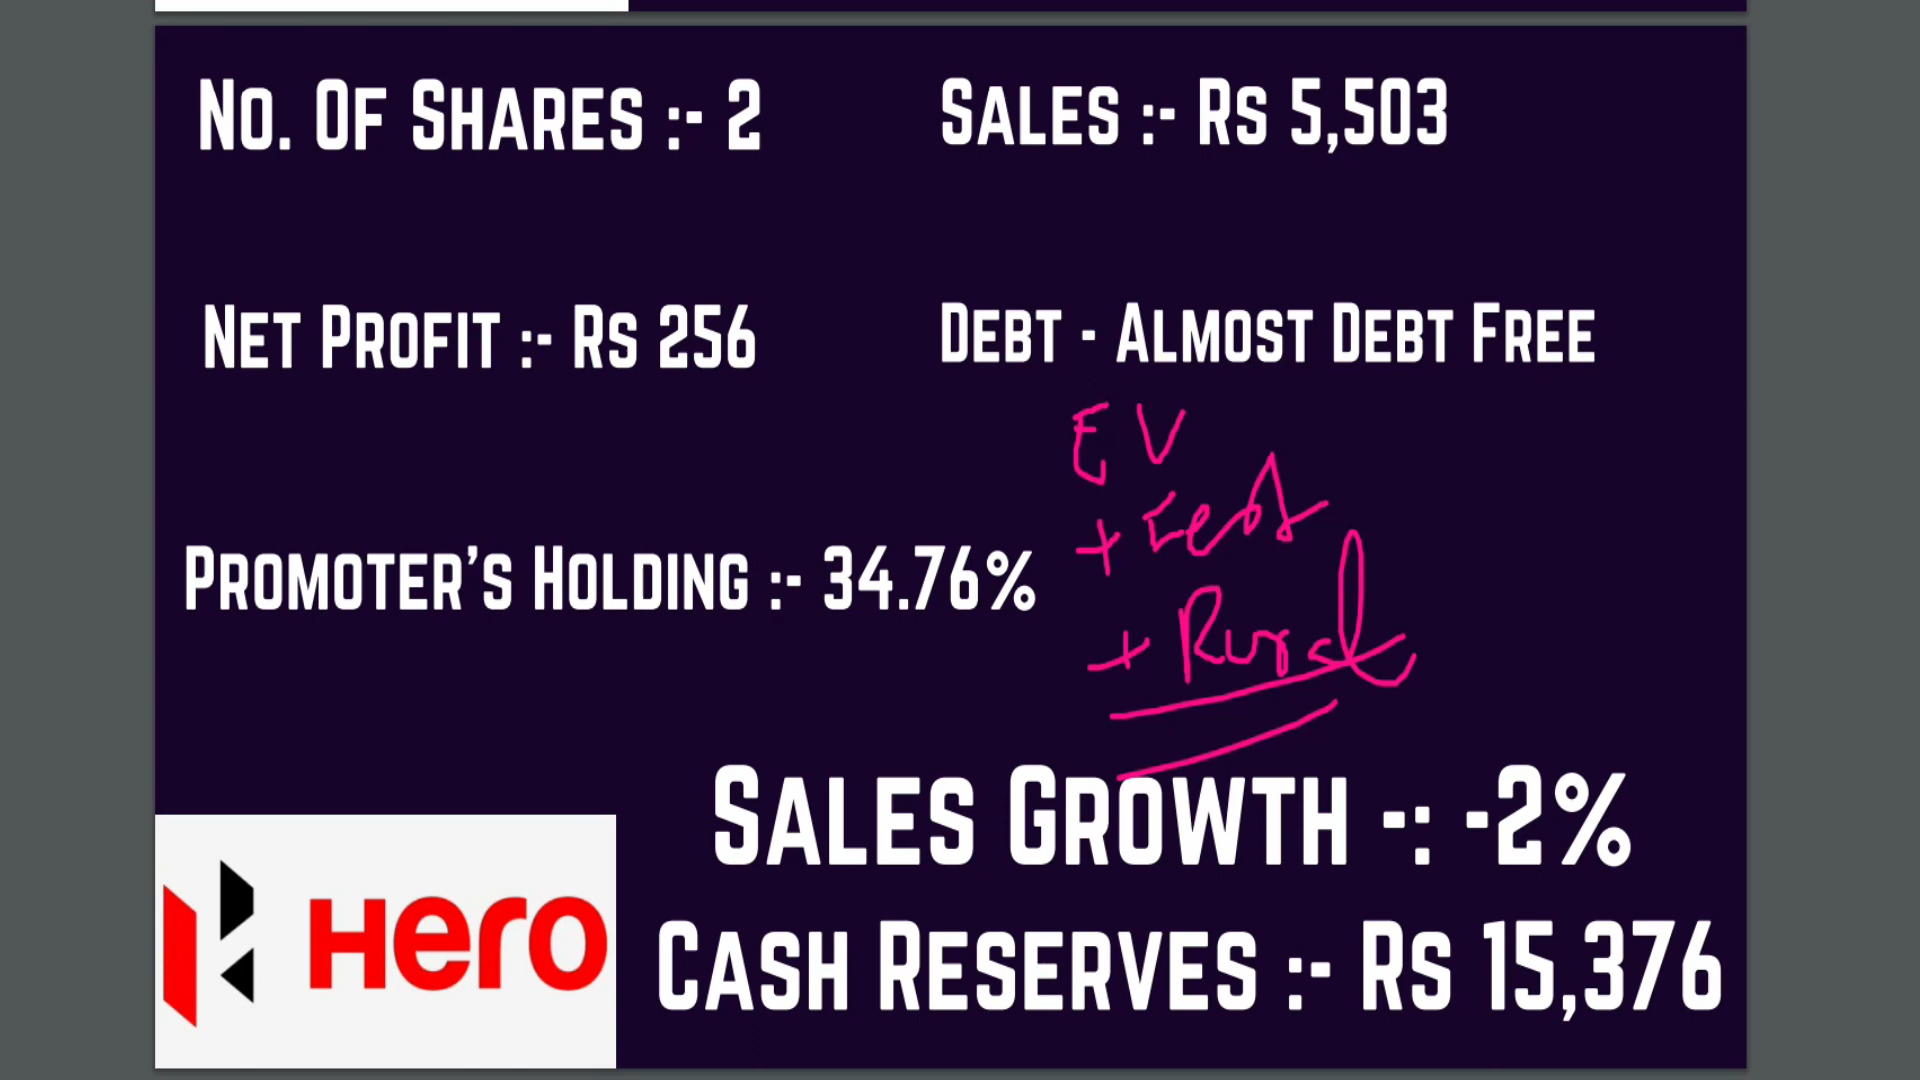 No. Of Shares :- 2
Sales :- Rs 5,503
Net Profit :- Rs 256
Debt - Almost Debt Free
EV
Promoter's Holding :- 34.76%
+
+ Rural
Sales Growth -: -2%
Hero
Cash Reserves :- Rs 15,376